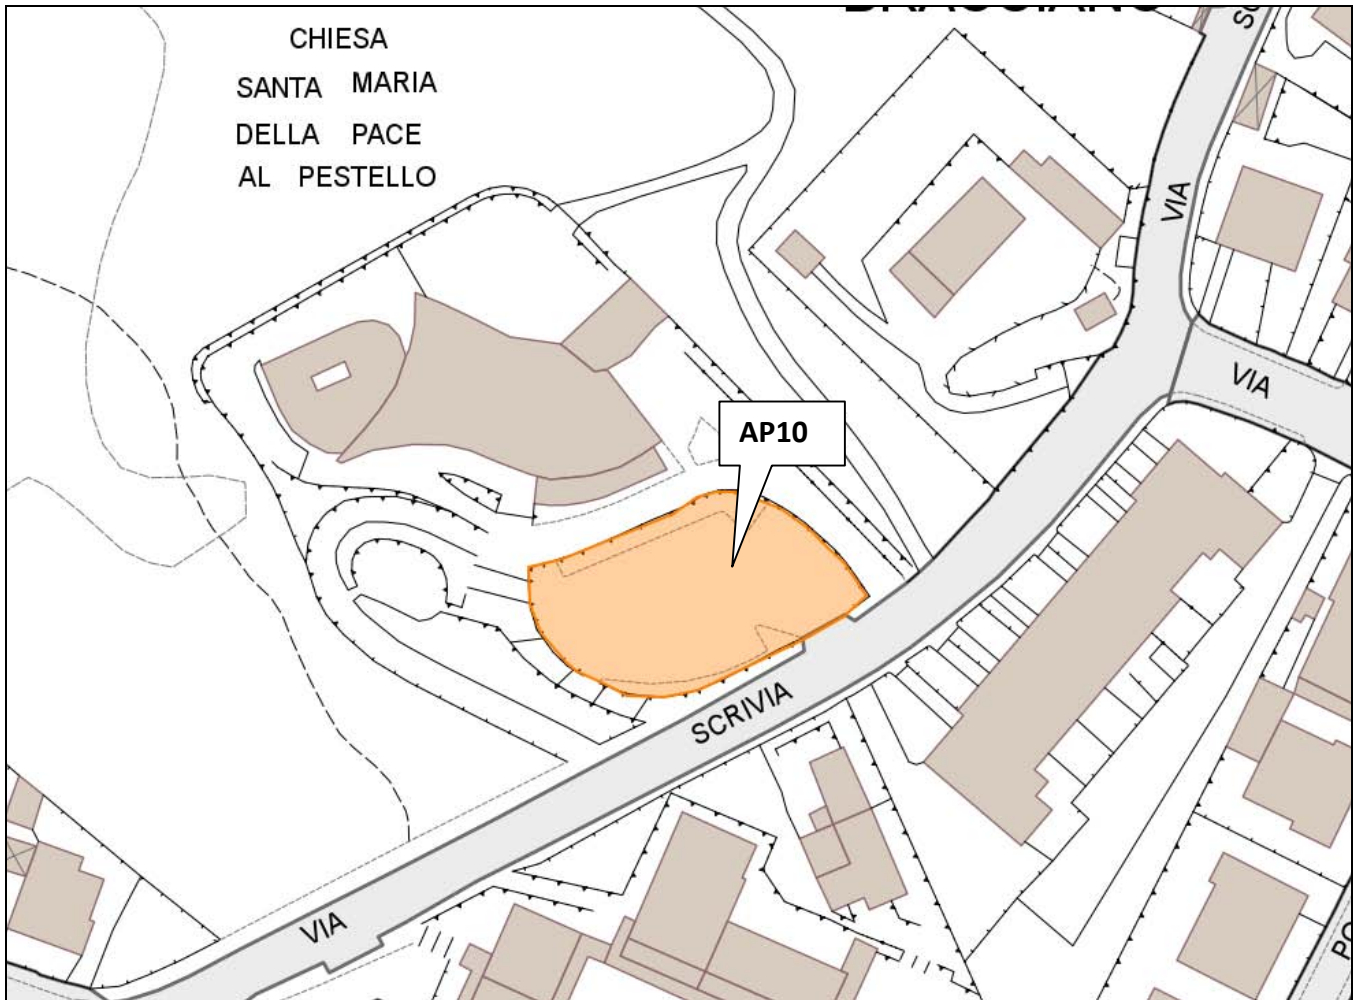 CHIESA
SANTA MARIA
DELLA PACE
AL PESTELLO
VIA
VIA
AP10
SCRIVIA
VIA